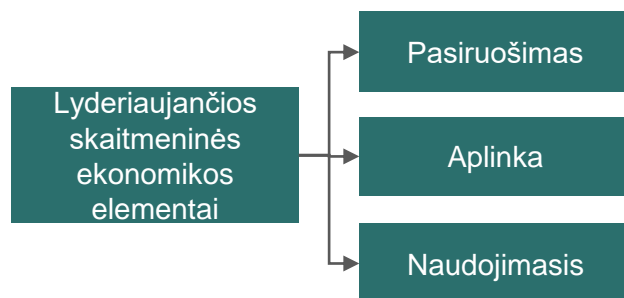 Lyderiaujančios
skaitmeninės
ekonomikos
elementai
Pasiruošimas
Aplinka
Naudojimasis